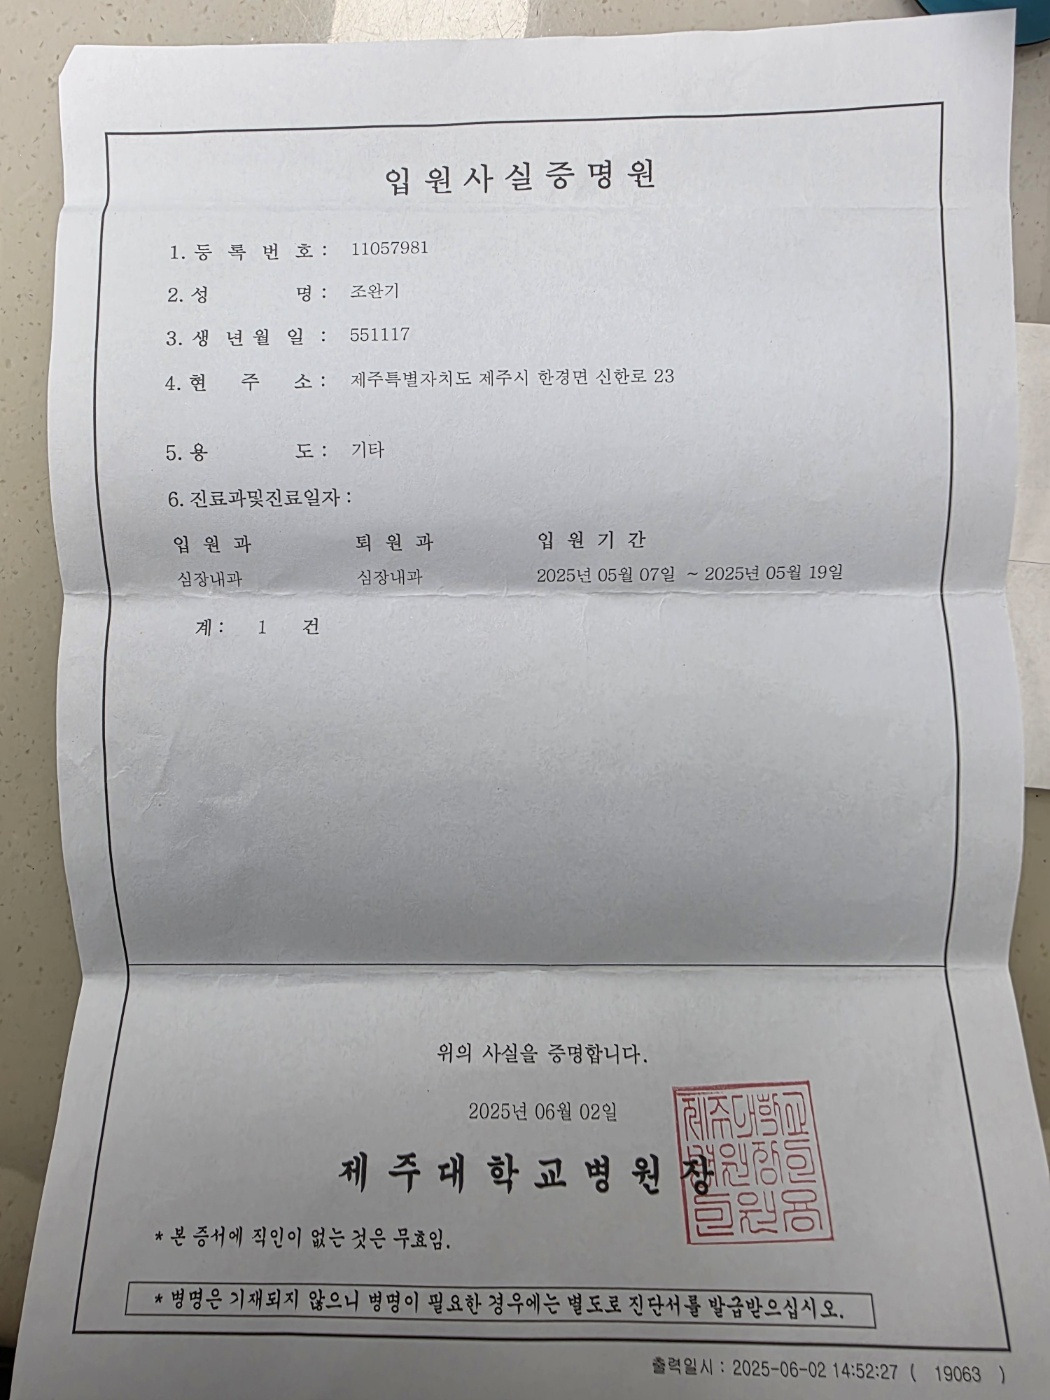 입원사실증명원
1. 등 록 번 호 : 11057981
2. 성 명 : 조완기
3. 생 년 월 일 : 551117
4. 현 주 소 : 제주특별자치도 제주시 한경면 신한로 23
5. 용 도 : 기타
6. 진료과및진료일자 :
입 원 과 퇴 원 과 입 원 기 간
심장내과 심장내과 2025년 05월 07일 ~ 2025년 05월 19일
계 : 1 건
위의 사실을 증명합니다.
2025년 06월 02일
제 주 대 학 교 병 원 장
제주대학교
병원장
원용
* 본 증서에 직인이 없는 것은 무효임.
* 병명은 기재되지 않으니 병명이 필요한 경우에는 별도로 진단서를 발급받으십시오.
출력일시 : 2025-06-02 14:52:27 ( 19063 )